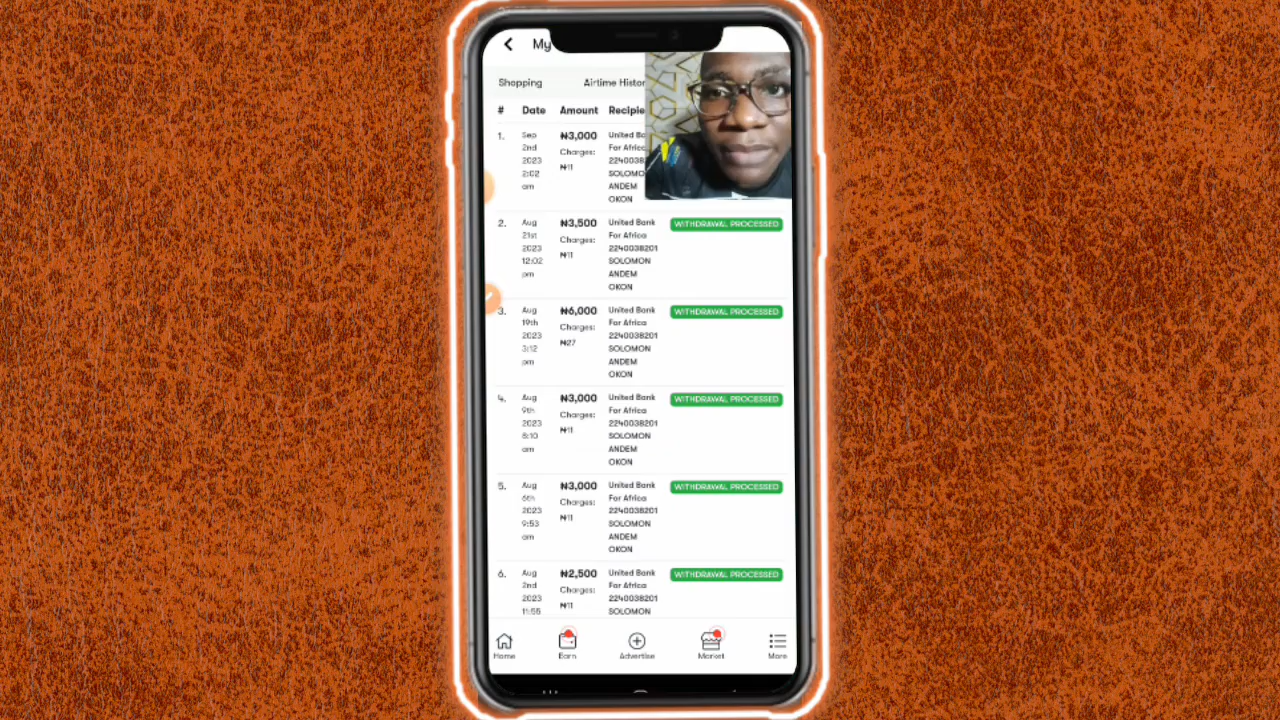 My
Shopping Airtime Histor
# Date Amount Recipie
1. Sep 2nd 2023 2:02 am ₦3,000 Charges: ₦11 United Ba For Africa 22400382 SOLOMO ANDEM OKON
2. Aug 21st 2023 12:02 pm ₦3,500 Charges: ₦11 United Bank For Africa 2240038201 SOLOMON ANDEM OKON WITHDRAWAL PROCESSED
3. Aug 19th 2023 3:12 pm ₦6,000 Charges: ₦27 United Bank For Africa 2240038201 SOLOMON ANDEM OKON WITHDRAWAL PROCESSED
4. Aug 9th 2023 8:10 am ₦3,000 Charges: ₦11 United Bank For Africa 2240038201 SOLOMON ANDEM OKON WITHDRAWAL PROCESSED
5. Aug 6th 2023 9:53 am ₦3,000 Charges: ₦11 United Bank For Africa 2240038201 SOLOMON ANDEM OKON WITHDRAWAL PROCESSED
6. Aug 2nd 2023 11:55 ₦2,500 Charges: ₦11 United Bank For Africa 2240038201 SOLOMON WITHDRAWAL PROCESSED
Home Earn Advertise Market More